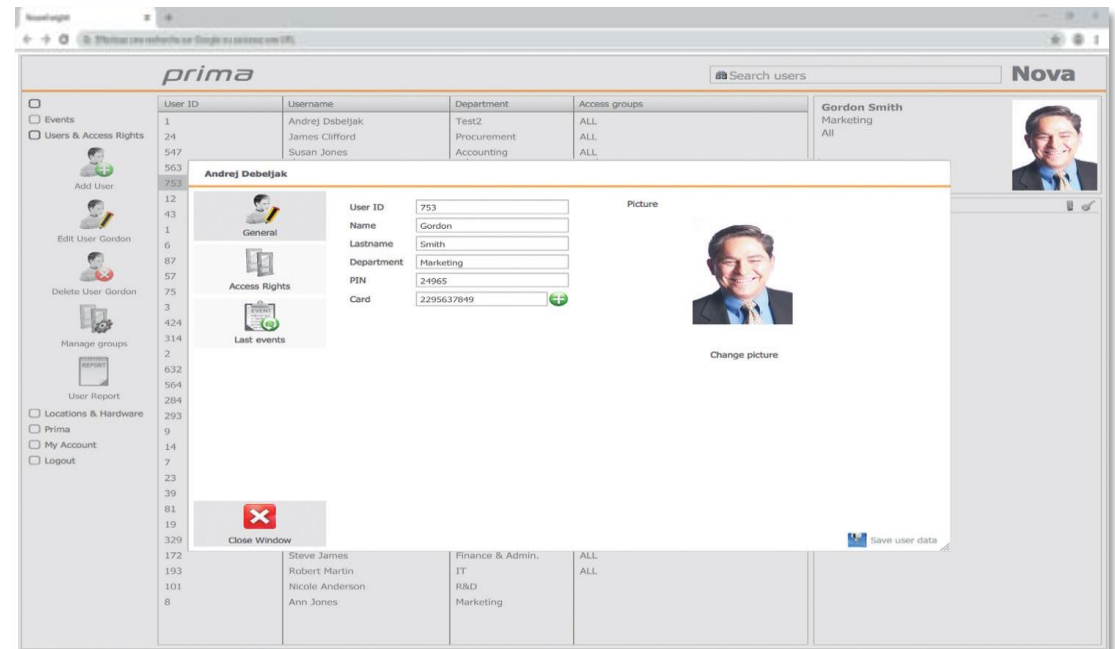 prima
Search users
Nova
Events
Users & Access Rights
Add User
Edit User Gordon
Delete User Gordon
Manage groups
REPORT
User Report
Locations & Hardware
Prima
My Account
Logout
User ID Username Department Access groups
1 Andrej Dsbeljak Test2 ALL
24 James Clifford Procurement ALL
547 Susan Jones Accounting ALL
563
753
12
43
1
6
87
57
75
3
424
314
2
632
564
284
293
9
14
7
23
39
81
19
329
172 Steve James Finance & Admin. ALL
193 Robert Martin IT ALL
101 Nicole Anderson R&D
8 Ann Jones Marketing
Gordon Smith
Marketing
All
Andrej Debeljak
General
Access Rights
EVENT
Last events
Close Window
User ID 753
Name Gordon
Lastname Smith
Department Marketing
PIN 24965
Card 2295637849
Picture
Change picture
Save user data